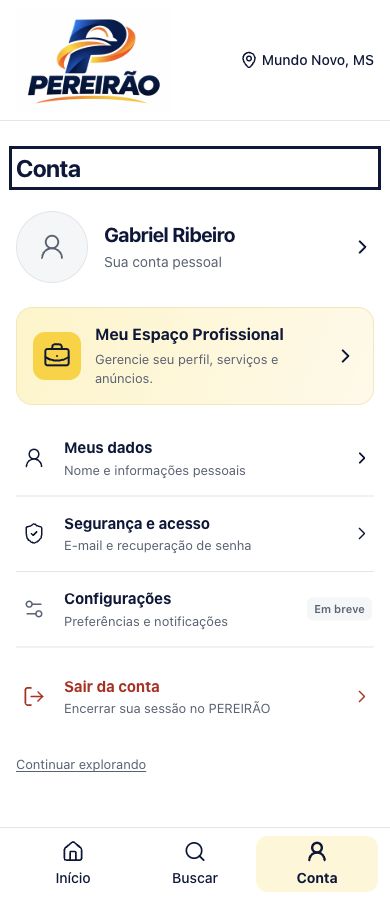 PEREIRÃO
Mundo Novo, MS
Conta
Gabriel Ribeiro
Sua conta pessoal
Meu Espaço Profissional
Gerencie seu perfil, serviços e
anúncios.
Meus dados
Nome e informações pessoais
Segurança e acesso
E-mail e recuperação de senha
Configurações
Preferências e notificações
Em breve
Sair da conta
Encerrar sua sessão no PEREIRÃO
Continuar explorando
Início
Buscar
Conta